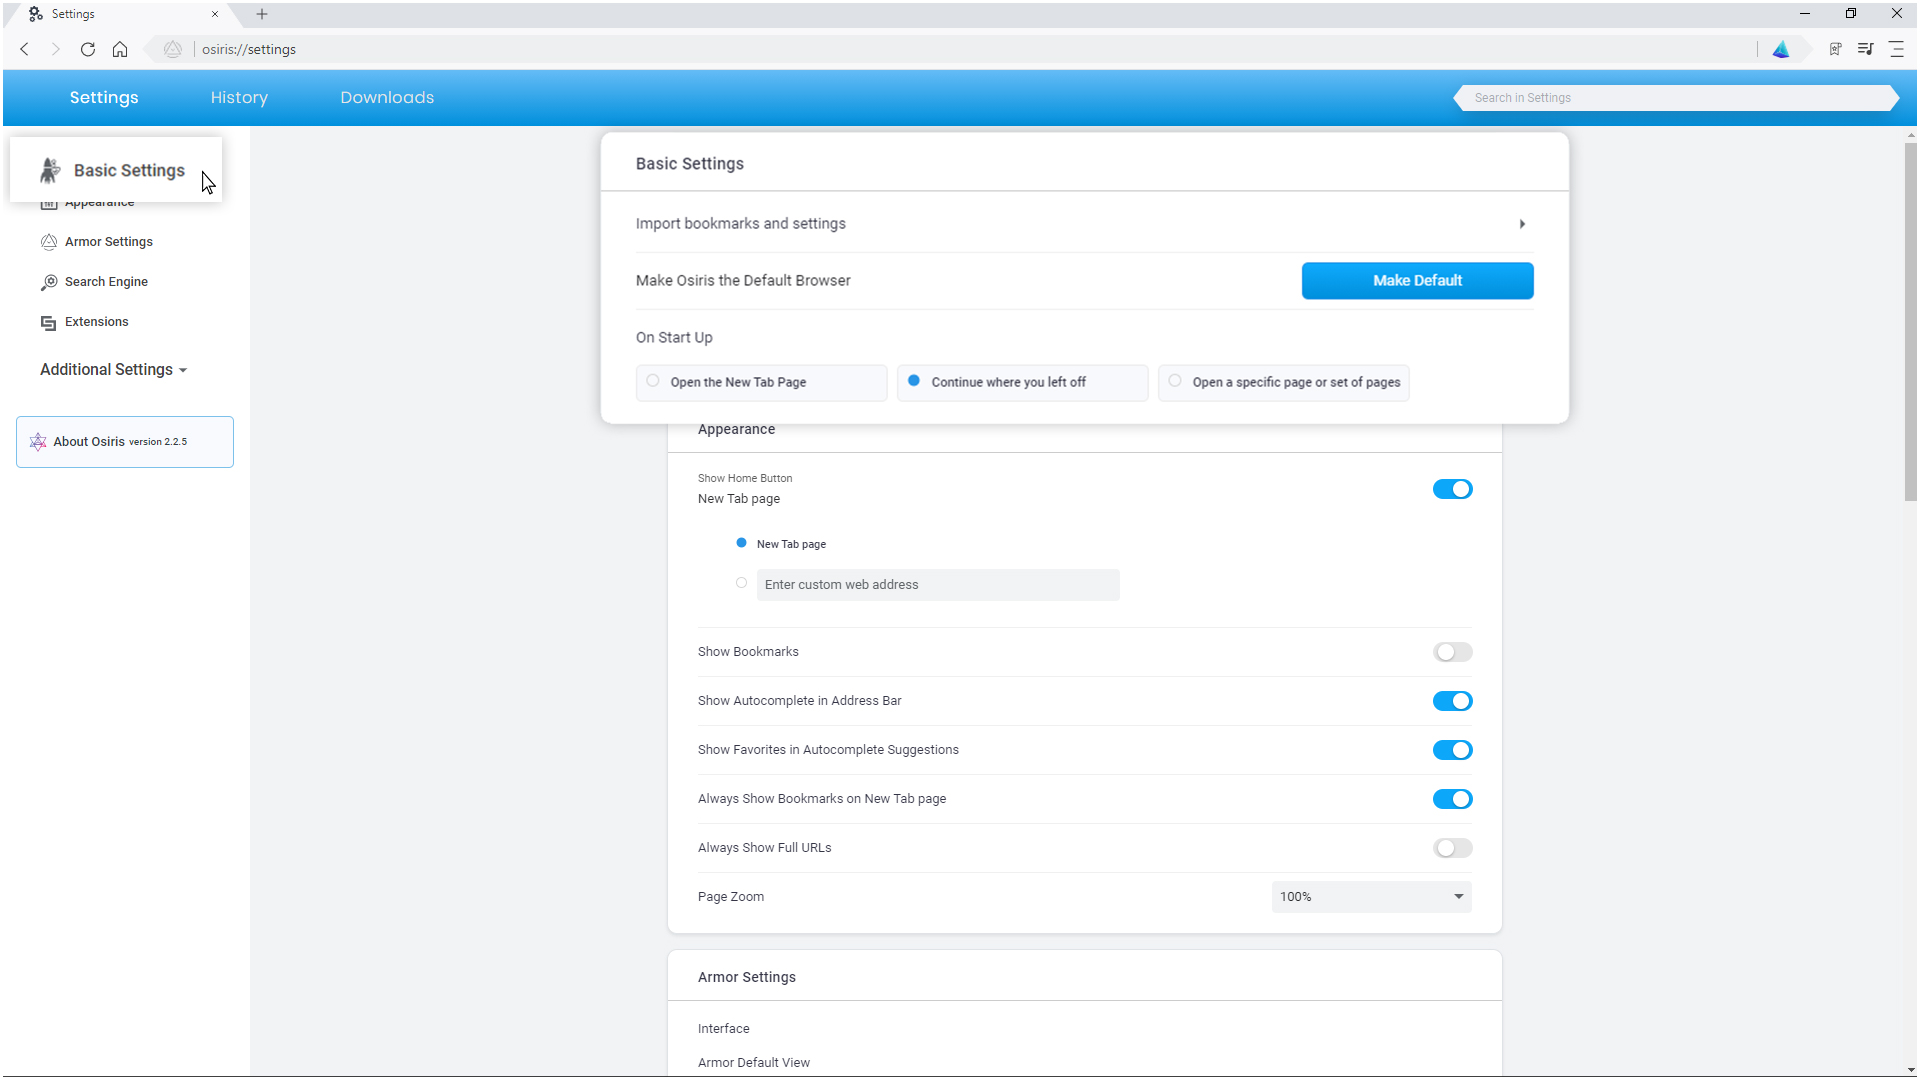 Settings
osiris://settings
Settings History Downloads
Search in Settings
Basic Settings
Appearance
Armor Settings
Search Engine
Extensions
Additional Settings
About Osiris version 2.2.5
Basic Settings
Import bookmarks and settings
Make Osiris the Default Browser
Make Default
On Start Up
Open the New Tab Page
Continue where you left off
Open a specific page or set of pages
Appearance
Show Home Button
New Tab page
New Tab page
Enter custom web address
Show Bookmarks
Show Autocomplete in Address Bar
Show Favorites in Autocomplete Suggestions
Always Show Bookmarks on New Tab page
Always Show Full URLs
Page Zoom
100%
Armor Settings
Interface
Armor Default View